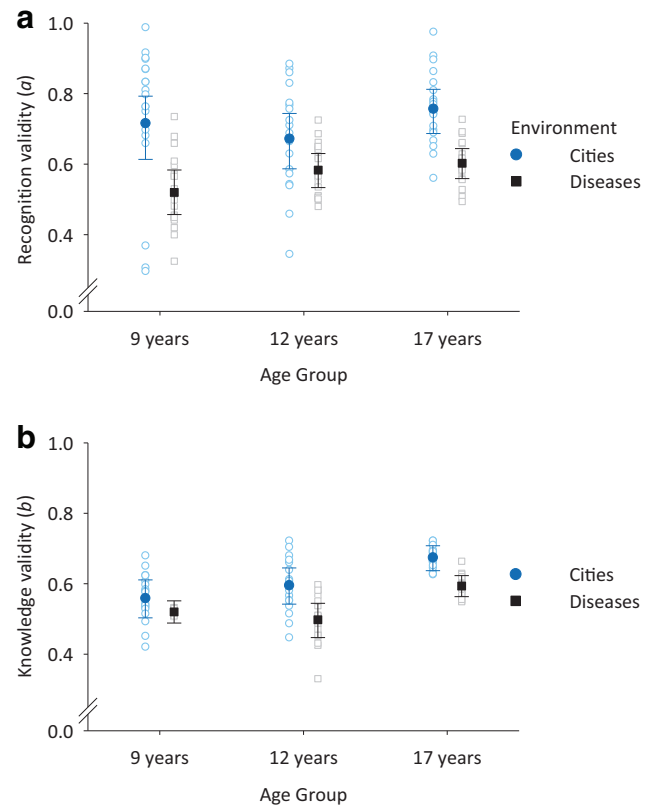 a
1.0
0.8
0.6
0.4
0.0
Recognition validity (a)
9 years 12 years 17 years
Age Group
Environment
Cities
Diseases
b
1.0
0.8
0.6
0.4
0.0
Knowledge validity (b)
9 years 12 years 17 years
Age Group
Cities
Diseases